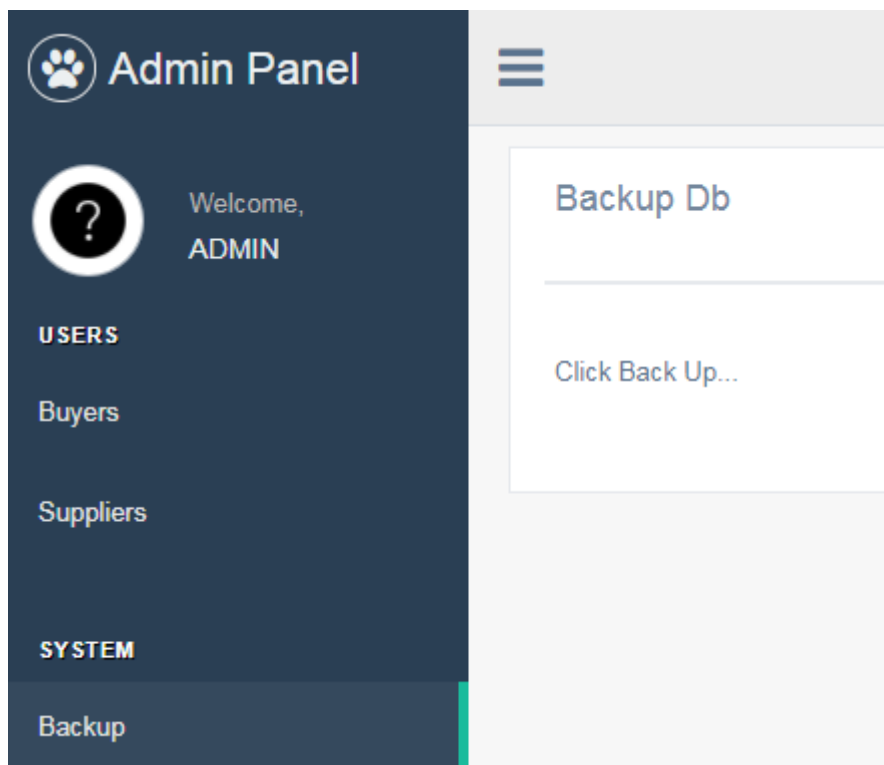 Admin Panel
?
Welcome,
ADMIN
USERS
Buyers
Suppliers
SYSTEM
Backup
Backup Db
Click Back Up...